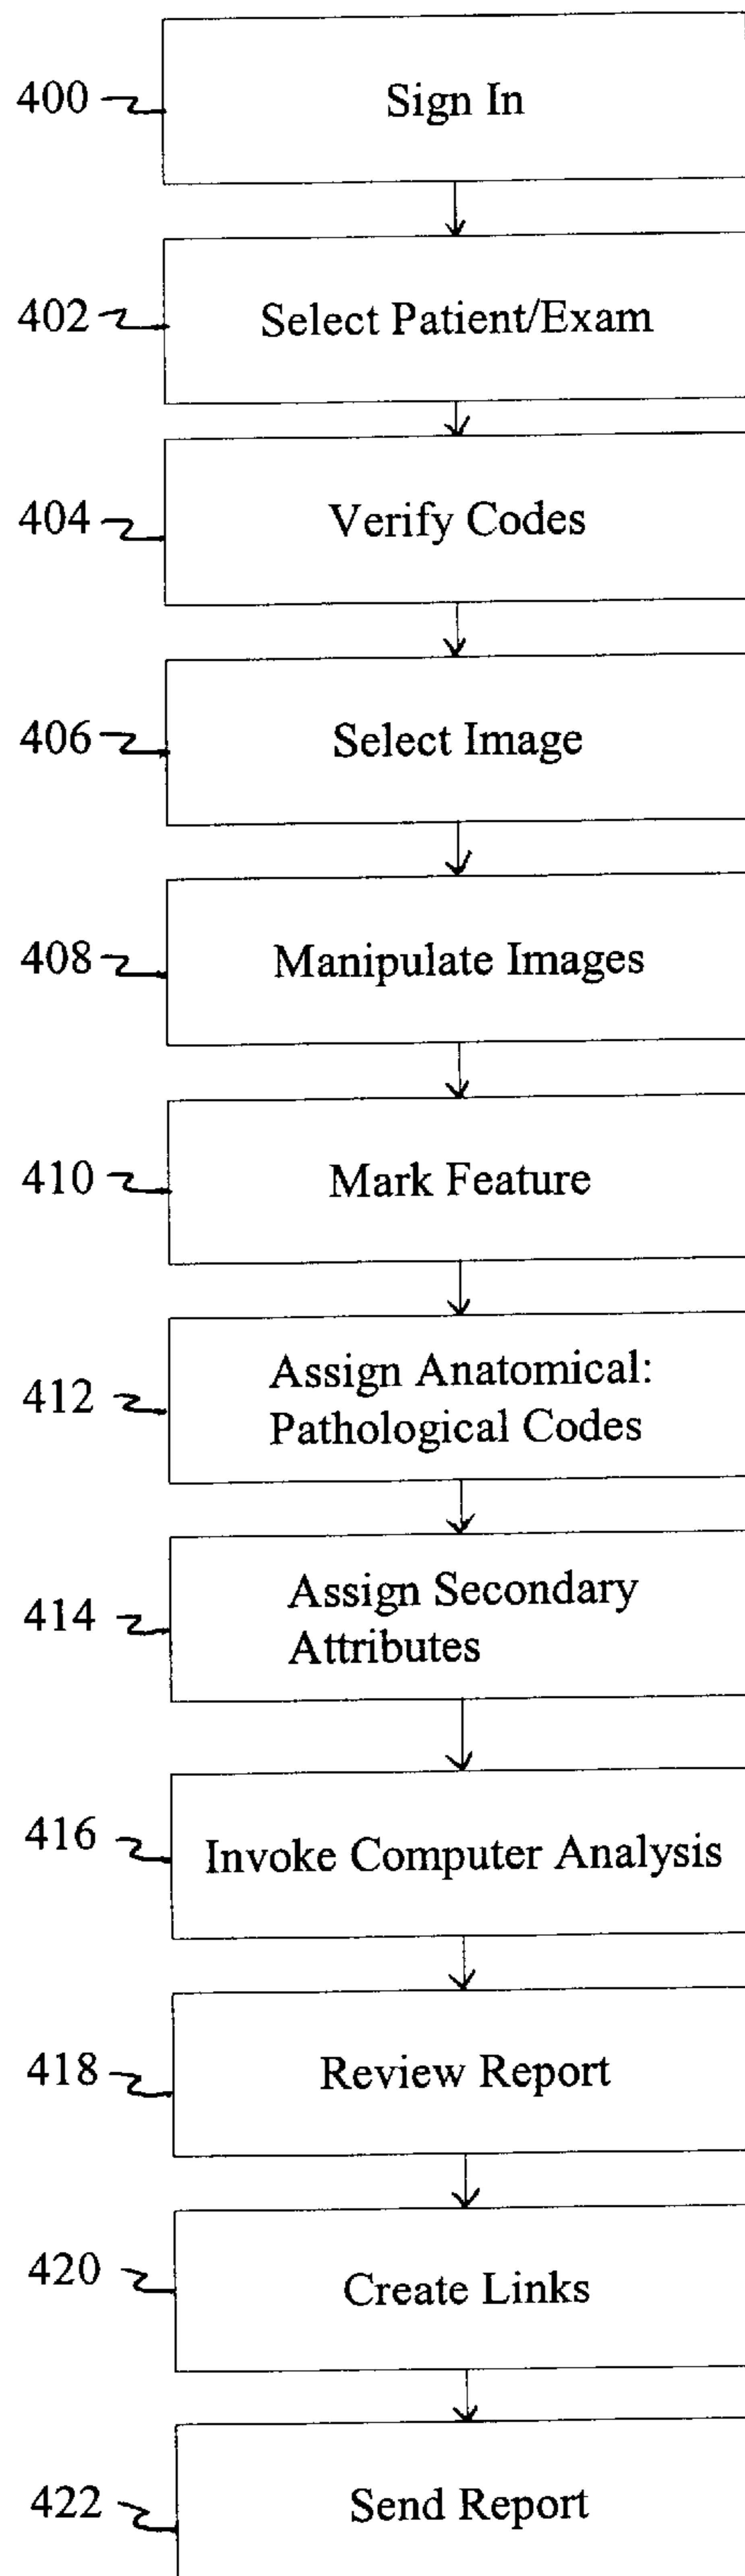 400 Sign In
402 Select Patient/Exam
404 Verify Codes
406 Select Image
408 Manipulate Images
410 Mark Feature
412 Assign Anatomical:
Pathological Codes
414 Assign Secondary
Attributes
416 Invoke Computer Analysis
418 Review Report
420 Create Links
422 Send Report